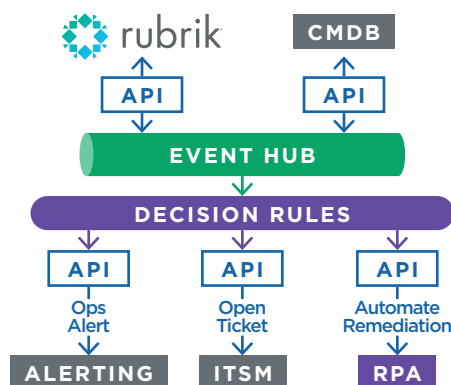 rubrik
CMDB
API
API
EVENT HUB
DECISION RULES
API
API
API
Ops
Alert
Open
Ticket
Automate
Remediation
ALERTING
ITSM
RPA